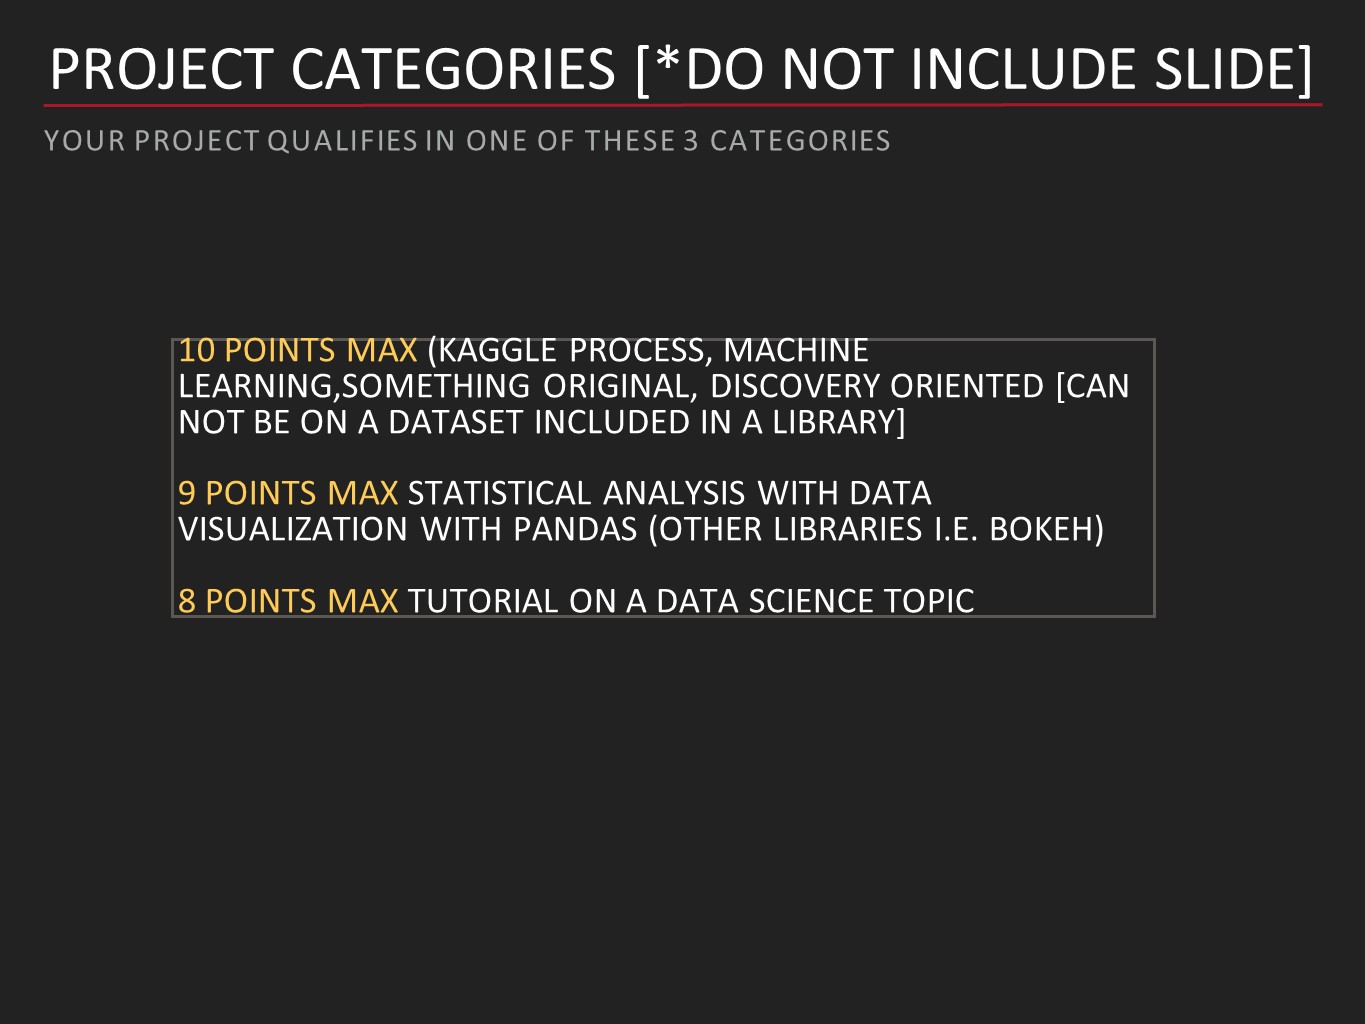 PROJECT CATEGORIES [*DO NOT INCLUDE SLIDE]
YOUR PROJECT QUALIFIES IN ONE OF THESE 3 CATEGORIES
10 POINTS MAX (KAGGLE PROCESS, MACHINE
LEARNING,SOMETHING ORIGINAL, DISCOVERY ORIENTED [CAN
NOT BE ON A DATASET INCLUDED IN A LIBRARY]
9 POINTS MAX STATISTICAL ANALYSIS WITH DATA
VISUALIZATION WITH PANDAS (OTHER LIBRARIES I.E. BOKEH)
8 POINTS MAX TUTORIAL ON A DATA SCIENCE TOPIC